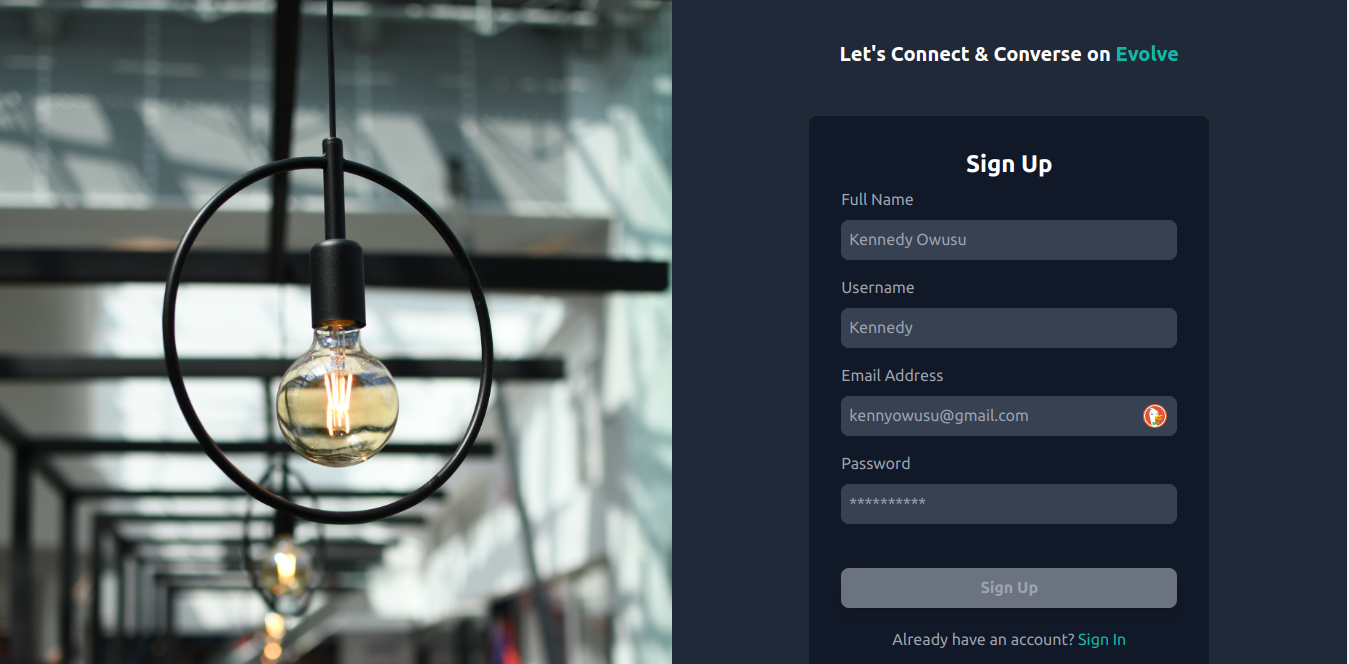 Let's Connect & Converse on Evolve
Sign Up
Full Name
Kennedy Owusu
Username
Kennedy
Email Address
kennyowusu@gmail.com
Password
**********
Sign Up
Already have an account? Sign In